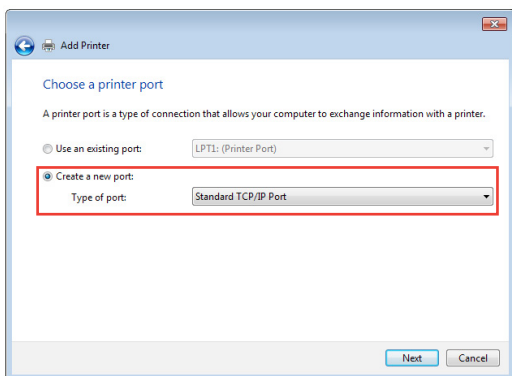 Add Printer
Choose a printer port
A printer port is a type of connection that allows your computer to exchange information with a printer.
Use an existing port: LPT1: (Printer Port)
Create a new port:
Type of port: Standard TCP/IP Port
Next Cancel